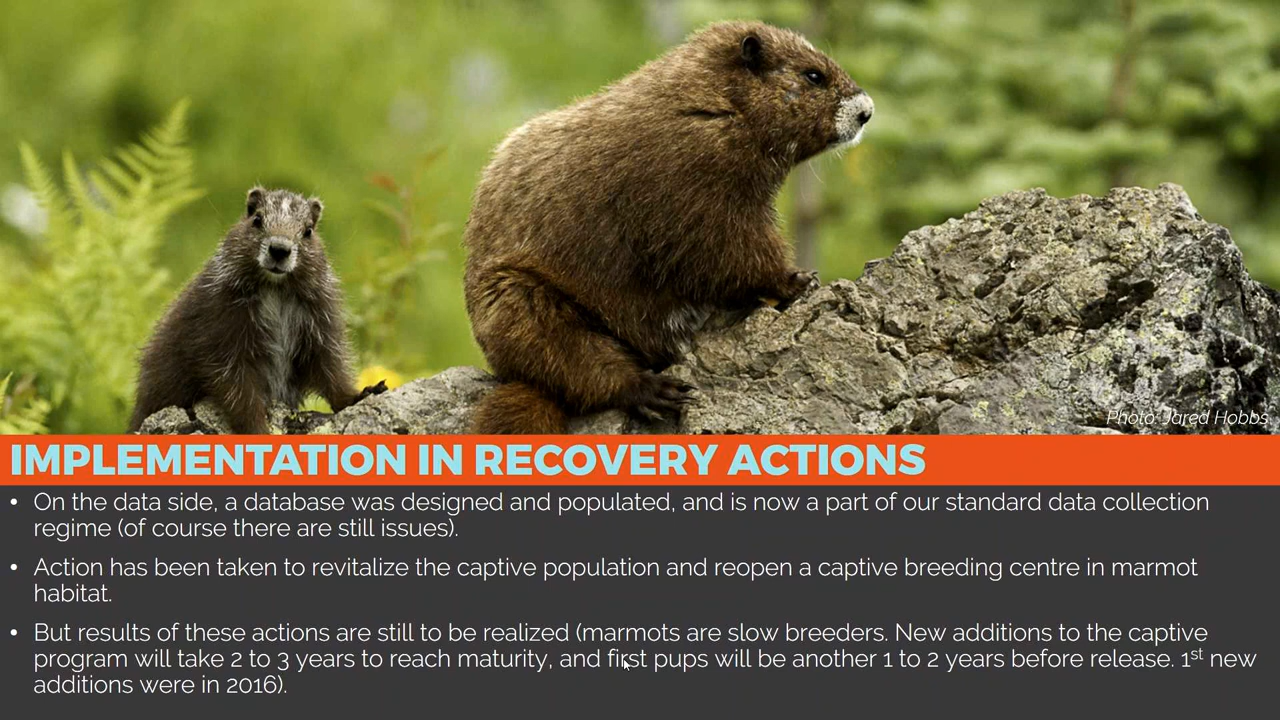 Photo: Jared Hobbs
IMPLEMENTATION IN RECOVERY ACTIONS
• On the data side, a database was designed and populated, and is now a part of our standard data collection
regime (of course there are still issues).
• Action has been taken to revitalize the captive population and reopen a captive breeding centre in marmot
habitat.
• But results of these actions are still to be realized (marmots are slow breeders. New additions to the captive
program will take 2 to 3 years to reach maturity, and first pups will be another 1 to 2 years before release. 1st new
additions were in 2016).